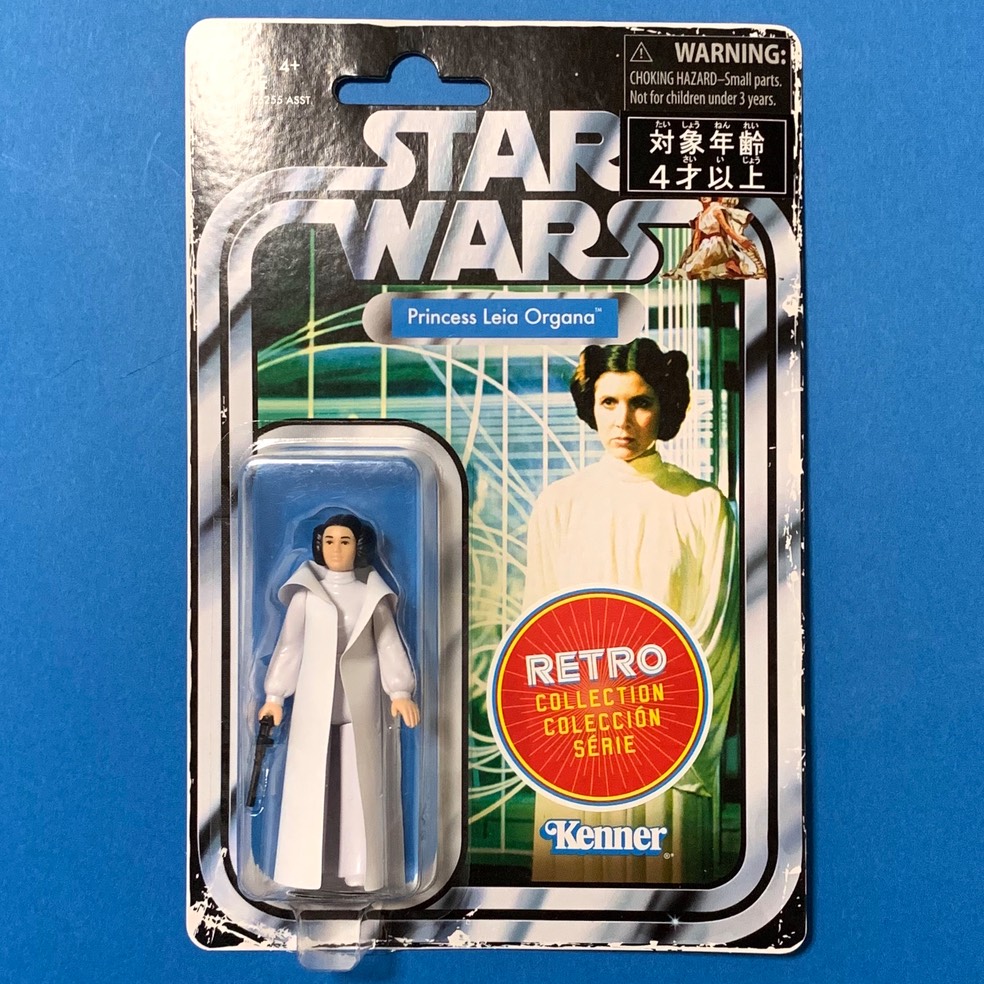 4+
ASST.
⚠ WARNING:
CHOKING HAZARD–Small parts.
Not for children under 3 years.
たい しょう ねん れい
対象年齢
さい い じょう
4才以上
STAR
WARS
Princess Leia Organa™
RETRO
COLLECTION
COLECCIÓN
SÉRIE
Kenner®